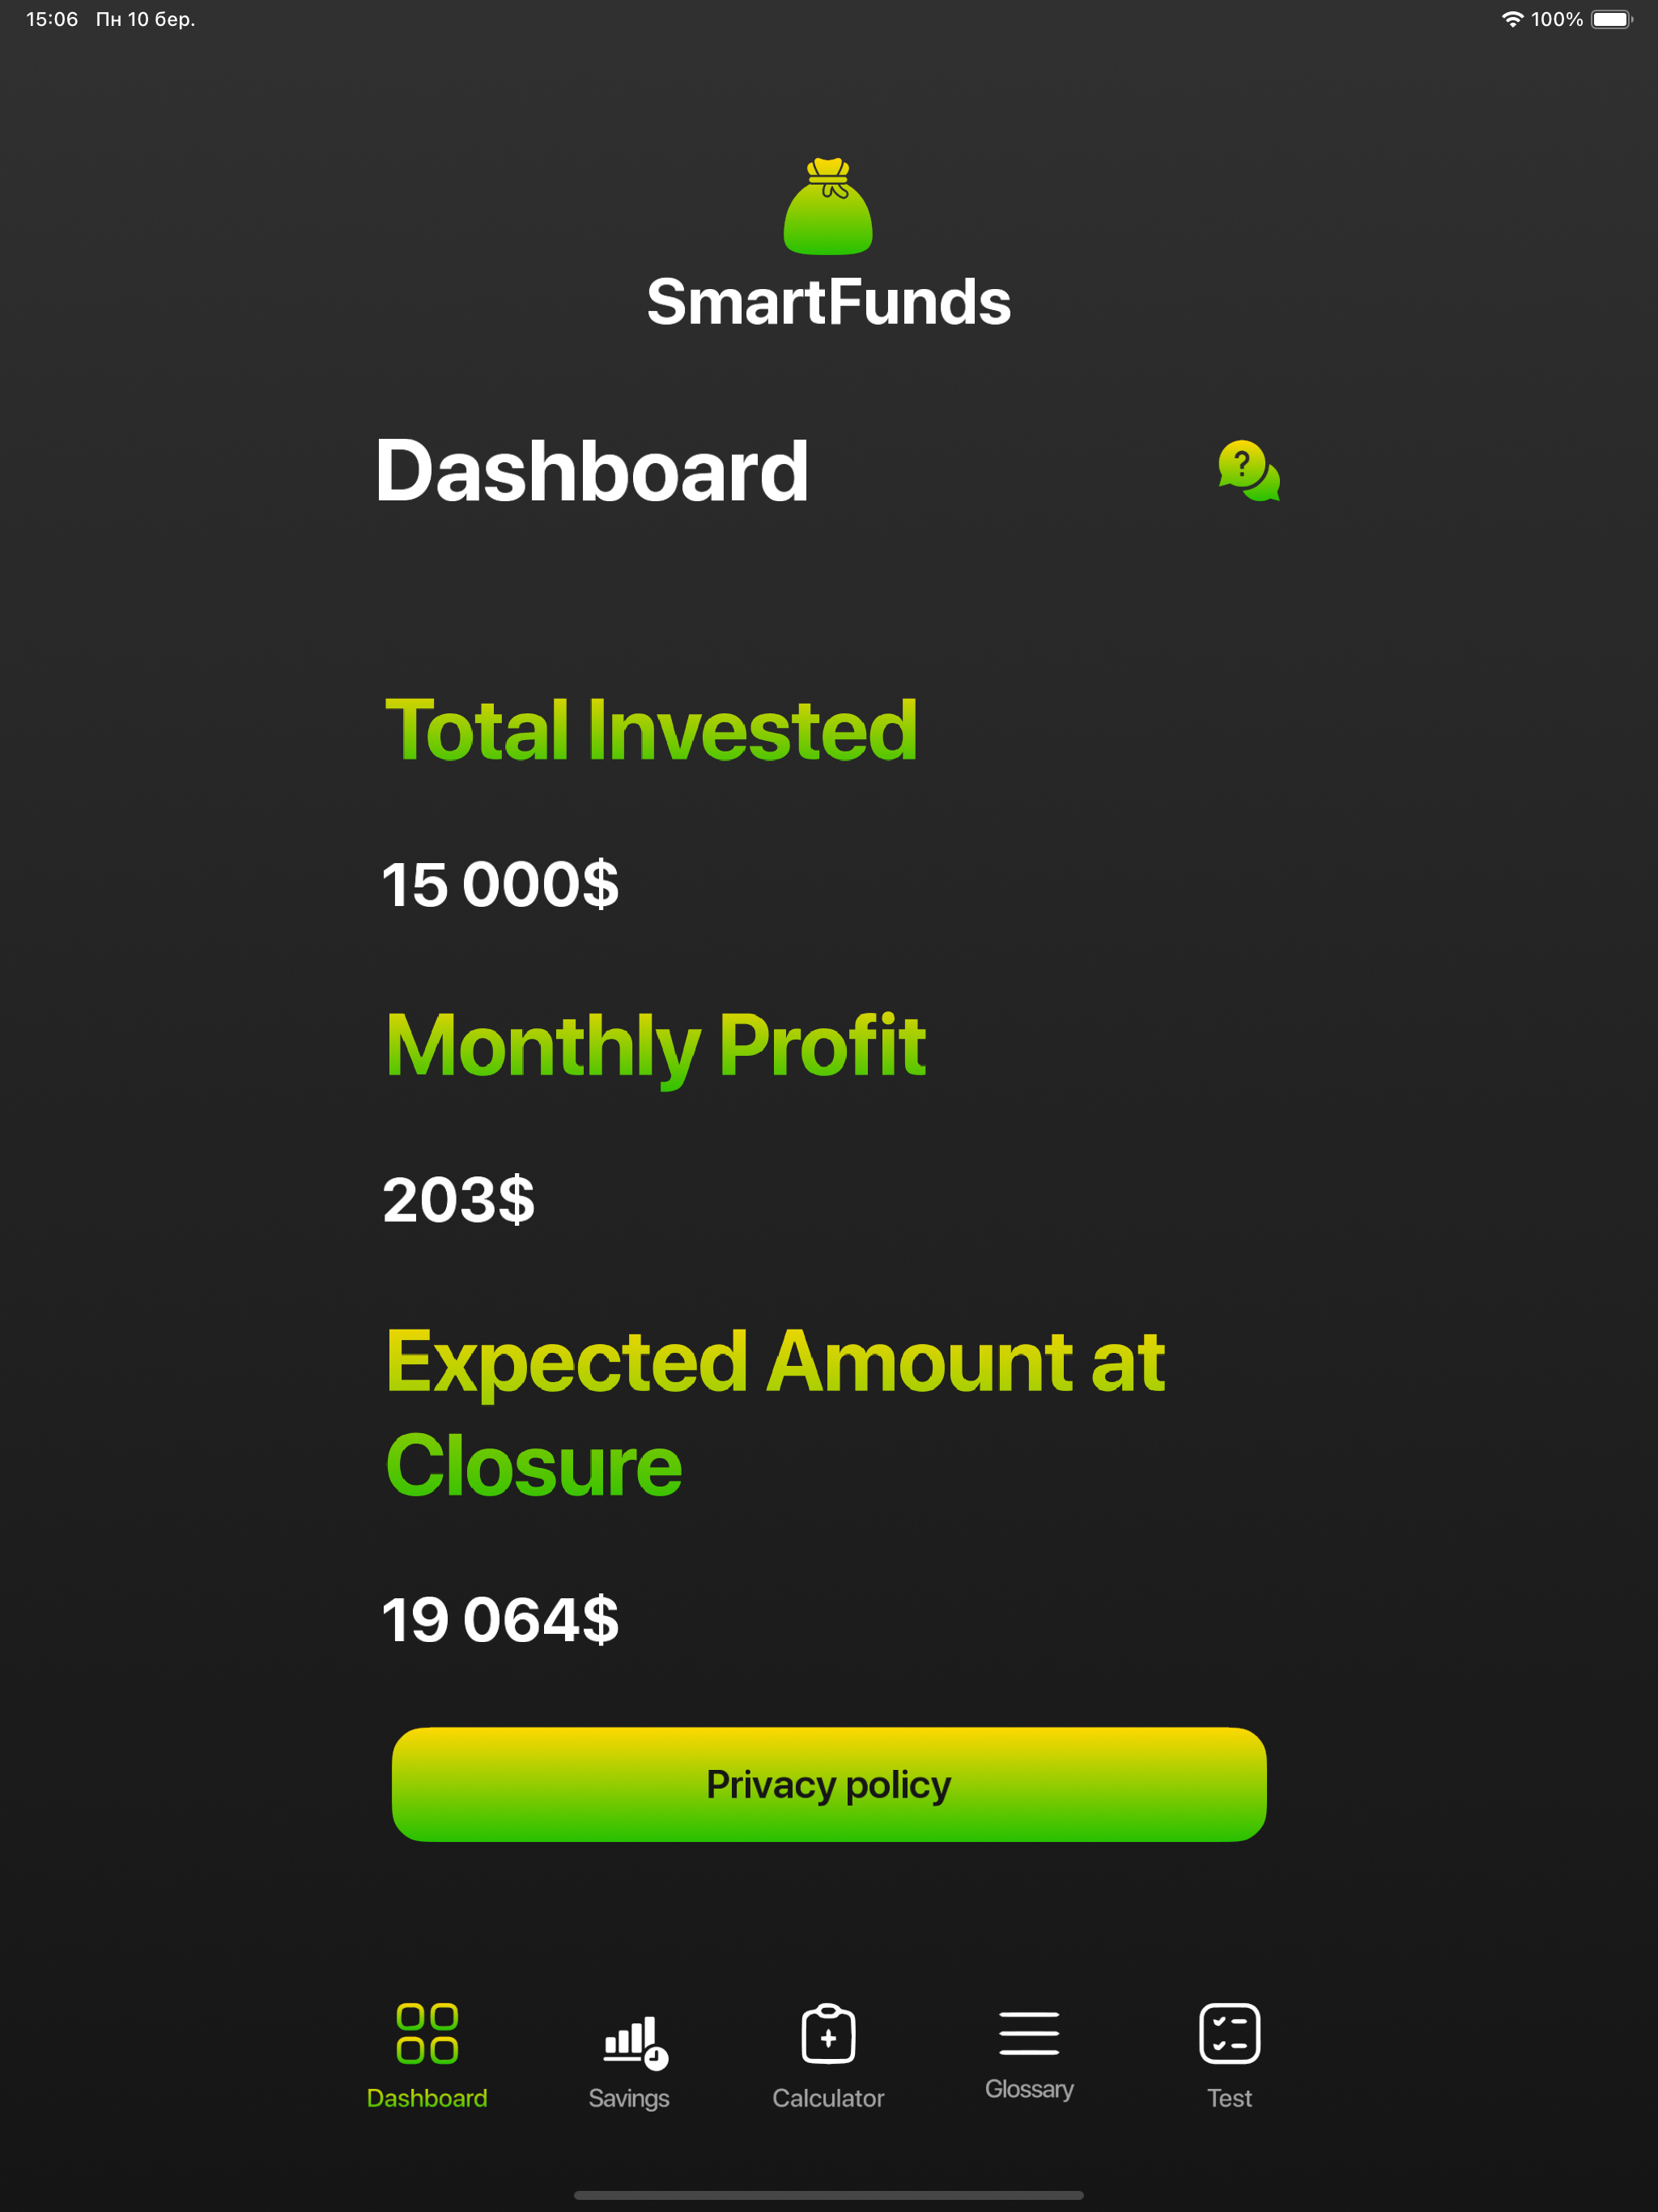 15:06 Пн 10 бер. 100%
SmartFunds
Dashboard
?
Total Invested
15 000$
Monthly Profit
203$
Expected Amount at
Closure
19 064$
Privacy policy
Dashboard Savings Calculator Glossary Test